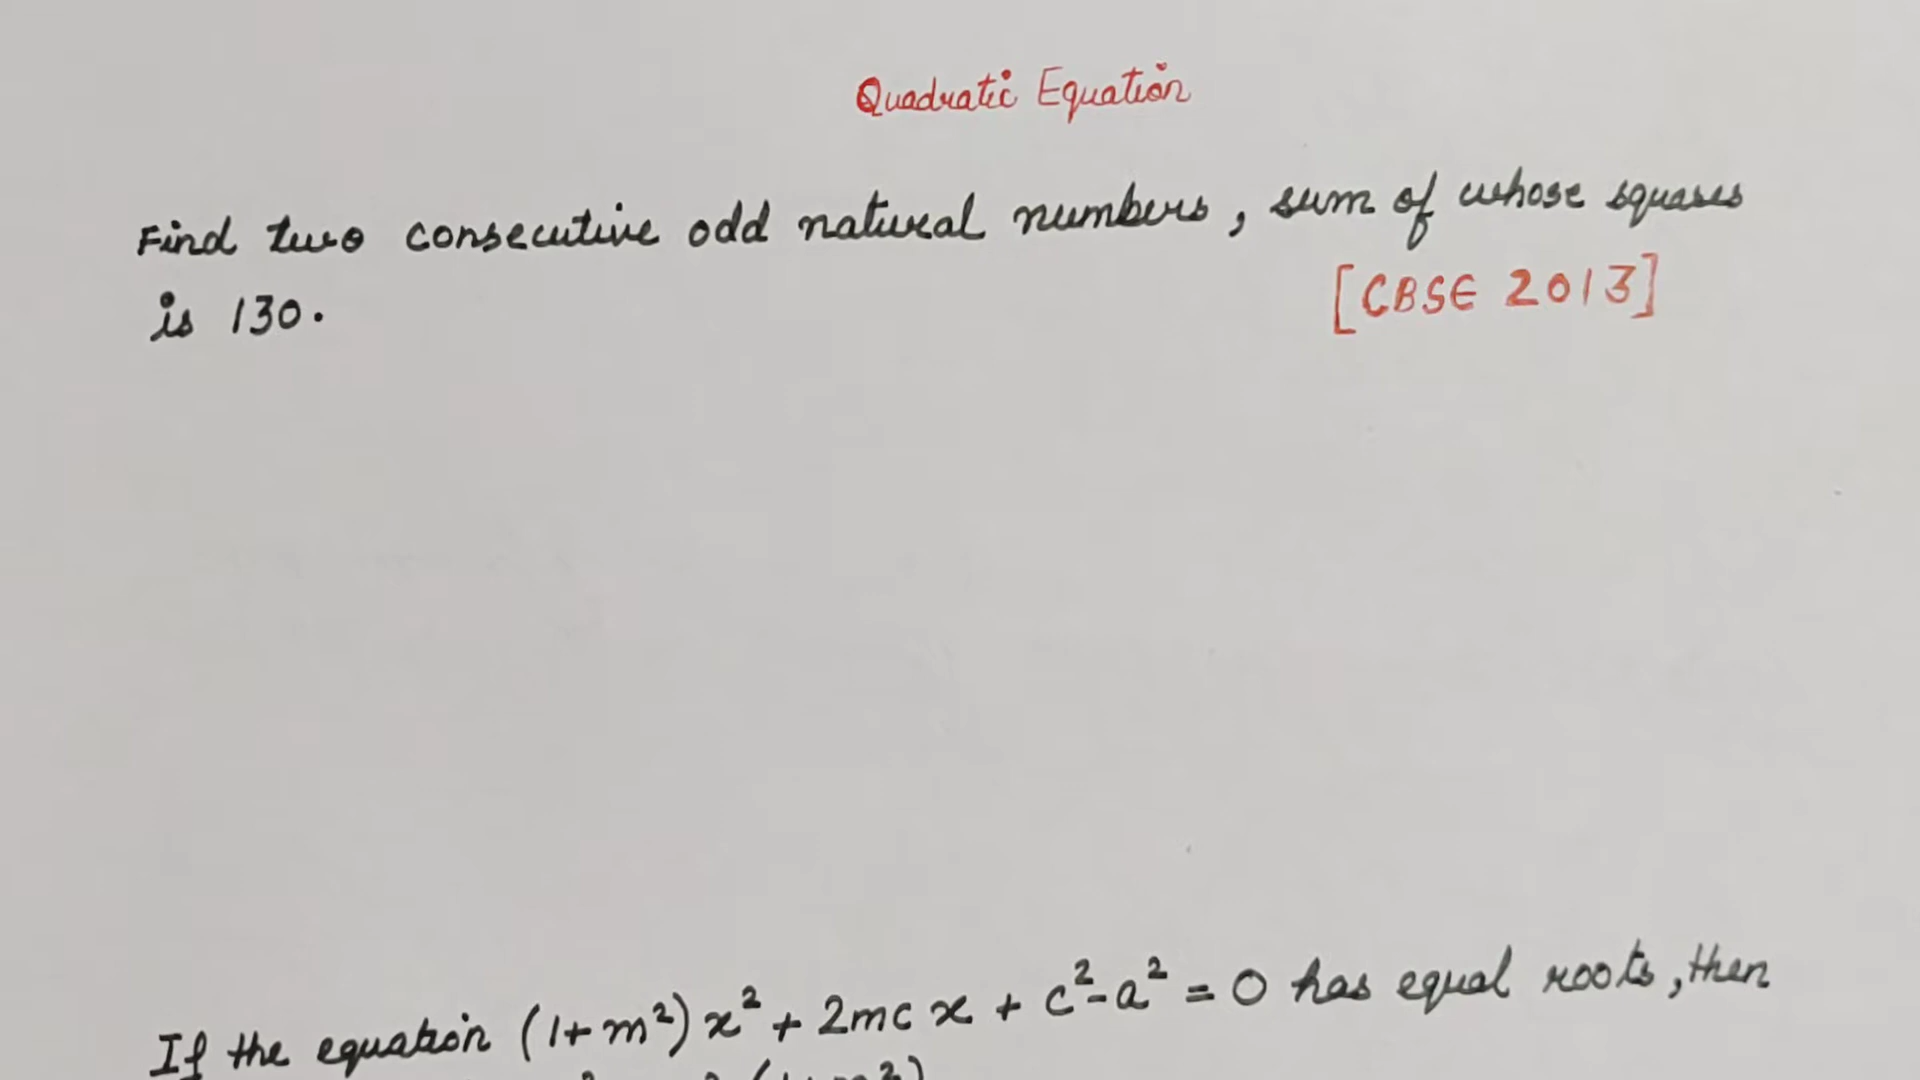 Quadratic Equation
Find two consecutive odd natural numbers, sum of whose squares
is 130.
[CBSE 2013]
If the equation (1+m²)x² + 2mcx + c²-a² = 0 has equal roots, then